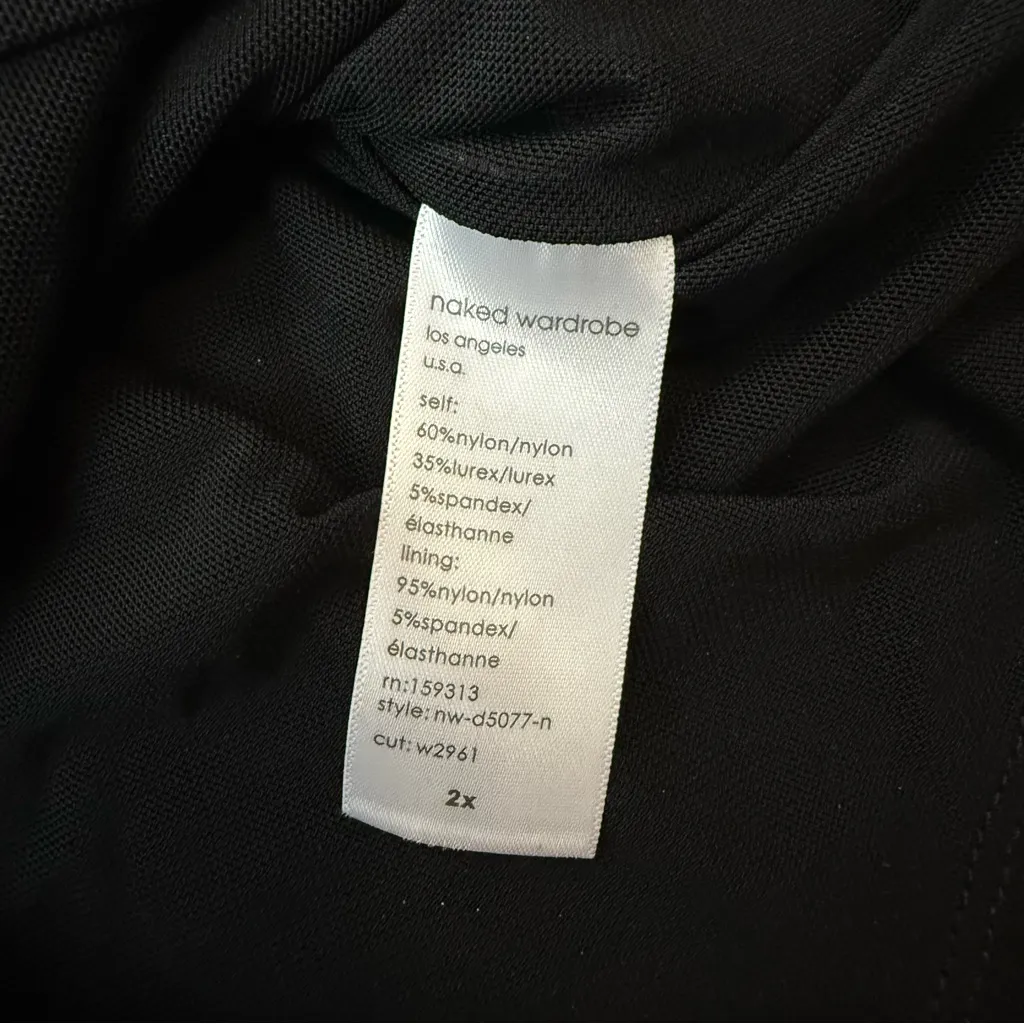 naked wardrobe
los angeles
u.s.a.
self:
60%nylon/nylon
35%lurex/lurex
5%spandex/
élasthanne
lining:
95%nylon/nylon
5%spandex/
élasthanne
rn:159313
style:nw-d5077-n
cut:w2961
2x